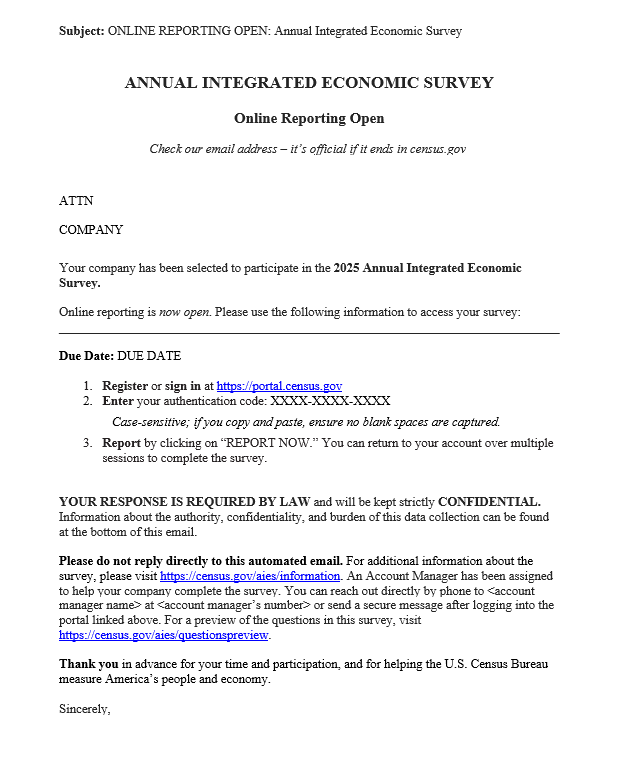 Subject: ONLINE REPORTING OPEN: Annual Integrated Economic Survey
ANNUAL INTEGRATED ECONOMIC SURVEY
Online Reporting Open
Check our email address – it’s official if it ends in census.gov
ATTN
COMPANY
Your company has been selected to participate in the 2025 Annual Integrated Economic
Survey.
Online reporting is now open. Please use the following information to access your survey:
Due Date: DUE DATE
1. Register or sign in at https://portal.census.gov
2. Enter your authentication code: XXXX-XXXX-XXXX
Case-sensitive; if you copy and paste, ensure no blank spaces are captured.
3. Report by clicking on “REPORT NOW.” You can return to your account over multiple
sessions to complete the survey.
YOUR RESPONSE IS REQUIRED BY LAW and will be kept strictly CONFIDENTIAL.
Information about the authority, confidentiality, and burden of this data collection can be found
at the bottom of this email.
Please do not reply directly to this automated email. For additional information about the
survey, please visit https://census.gov/aies/information. An Account Manager has been assigned
to help your company complete the survey. You can reach out directly by phone to <account
manager name> at <account manager’s number> or send a secure message after logging into the
portal linked above. For a preview of the questions in this survey, visit
https://census.gov/aies/questionspreview.
Thank you in advance for your time and participation, and for helping the U.S. Census Bureau
measure America’s people and economy.
Sincerely,